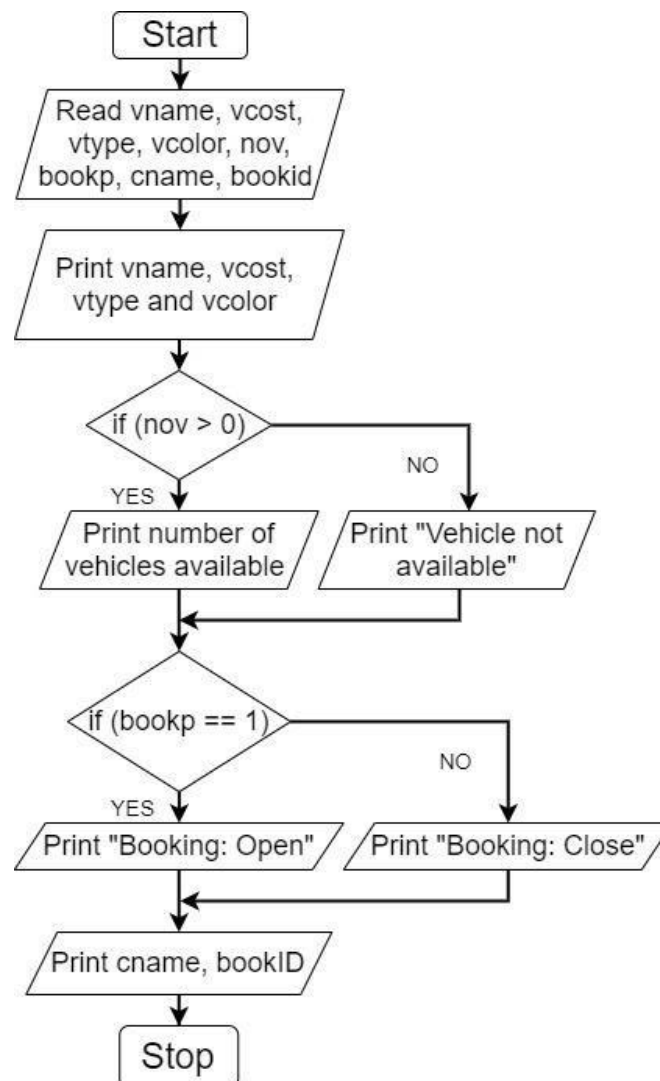 Start
Read vname, vcost,
vtype, vcolor, nov,
bookp, cname, bookid
Print vname, vcost,
vtype and vcolor
if (nov > 0)
NO
YES
Print number of
vehicles available
Print "Vehicle not
available"
if (bookp == 1)
NO
YES
Print "Booking: Open"
Print "Booking: Close"
Print cname, bookID
Stop